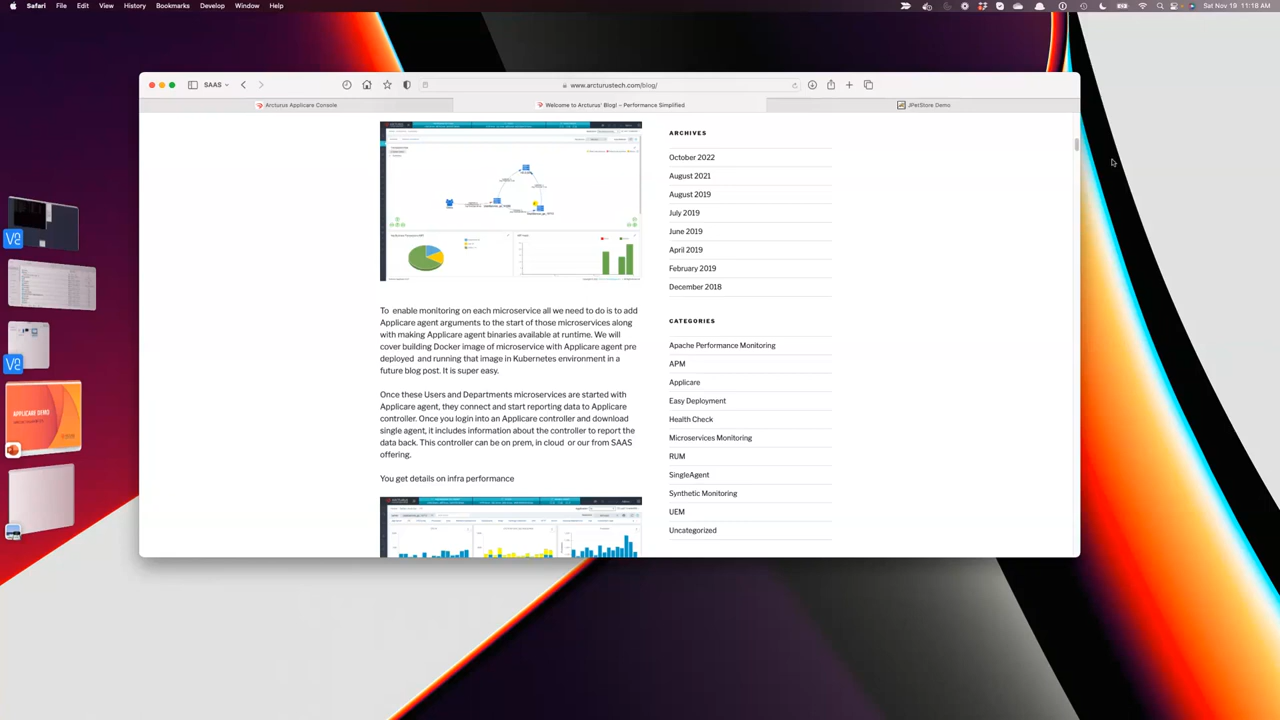 Safari File Edit View History Bookmarks Develop Window Help
Sat Nov 19 11:18 AM
SAAS
www.arcturustech.com/blog/
Arcturus Applicare Console
Welcome to Arcturus' Blog! – Performance Simplified
JPetStore Demo
To enable monitoring on each microservice all we need to do is to add
Applicare agent arguments to the start of those microservices along
with making Applicare agent binaries available at runtime. We will
cover building Docker image of microservice with Applicare agent pre
deployed and running that image in Kubernetes environment in a
future blog post. It is super easy.
Once these Users and Departments microservices are started with
Applicare agent, they connect and start reporting data to Applicare
controller. Once you login into an Applicare controller and download
single agent, it includes information about the controller to report the
data back. This controller can be on prem, in cloud or our from SAAS
offering.
You get details on infra performance
ARCHIVES
October 2022
August 2021
August 2019
July 2019
June 2019
April 2019
February 2019
December 2018
CATEGORIES
Apache Performance Monitoring
APM
Applicare
Easy Deployment
Health Check
Microservices Monitoring
RUM
SingleAgent
Synthetic Monitoring
UEM
Uncategorized
APPLICARE DEMO